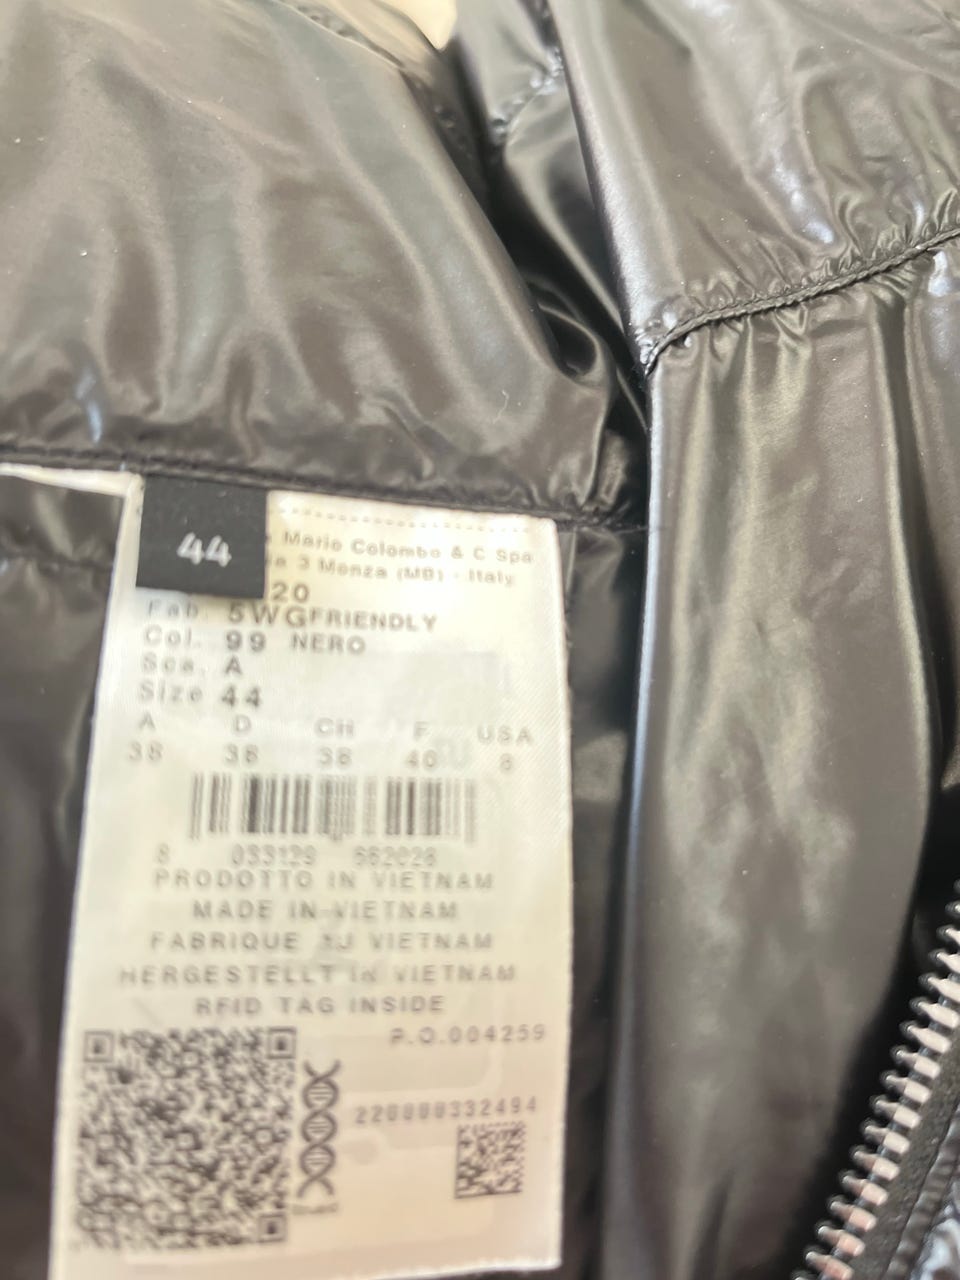 44
Mario Colombo & C Spa
3 Monza (MB) - Italy
20
Fab. 5WGFRIENDLY
Col. 99 NERO
Sea. A
Size 44
A D CH F USA
38 38 38 40 8
8 033129 562026
PRODOTTO IN VIETNAM
MADE IN VIETNAM
FABRIQUE AU VIETNAM
HERGESTELLT IN VIETNAM
RFID TAG INSIDE
P.O.004259
220000332494